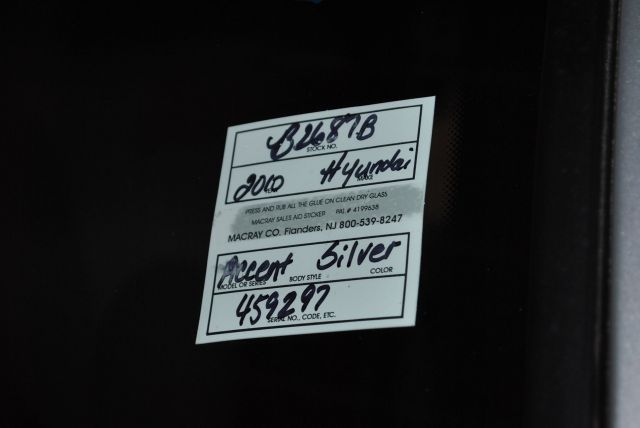 B2687B
STOCK NO.
2010 Hyundai
YEAR MAKE
PRESS AND RUB ALL THE GLUE ON CLEAN DRY GLASS
MACRAY SALES AID STICKER PAT. # 4199638
MACRAY CO. Flanders, NJ 800-539-8247
Accent Silver
MODEL OR SERIES BODY STYLE COLOR
459297
SERIAL NO., CODE, ETC.